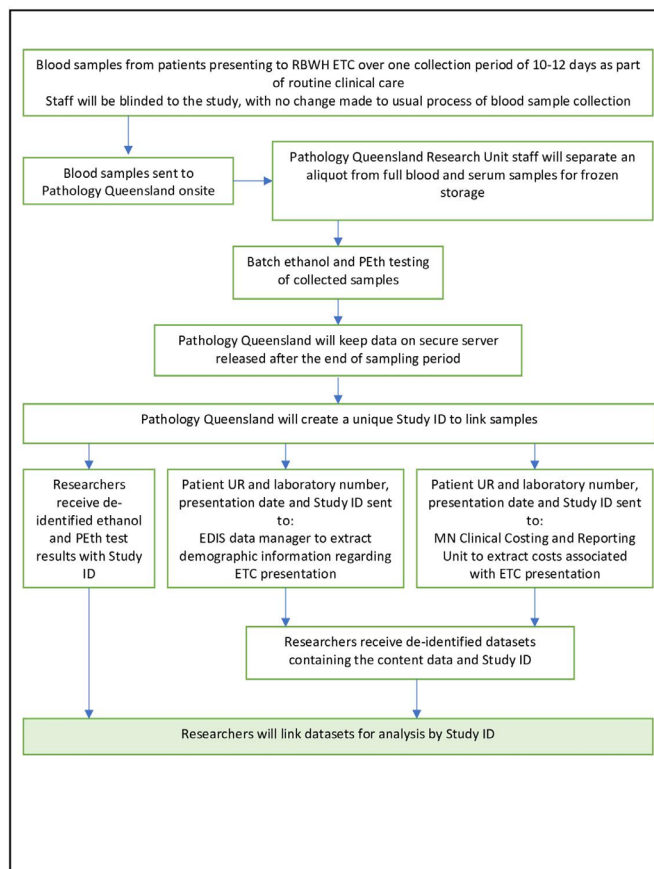 Blood samples from patients presenting to RBWH ETC over one collection period of 10-12 days as part
of routine clinical care
Staff will be blinded to the study, with no change made to usual process of blood sample collection
Blood samples sent to
Pathology Queensland onsite
Pathology Queensland Research Unit staff will separate an
aliquot from full blood and serum samples for frozen
storage
Batch ethanol and PEth testing
of collected samples
Pathology Queensland will keep data on secure server
released after the end of sampling period
Pathology Queensland will create a unique Study ID to link samples
Researchers
receive de-
identified ethanol
and PEth test
results with Study
ID
Patient UR and laboratory number,
presentation date and Study ID sent
to:
EDIS data manager to extract
demographic information regarding
ETC presentation
Patient UR and laboratory number,
presentation date and Study ID sent
to:
MN Clinical Costing and Reporting
Unit to extract costs associated
with ETC presentation
Researchers receive de-identified datasets
containing the content data and Study ID
Researchers will link datasets for analysis by Study ID